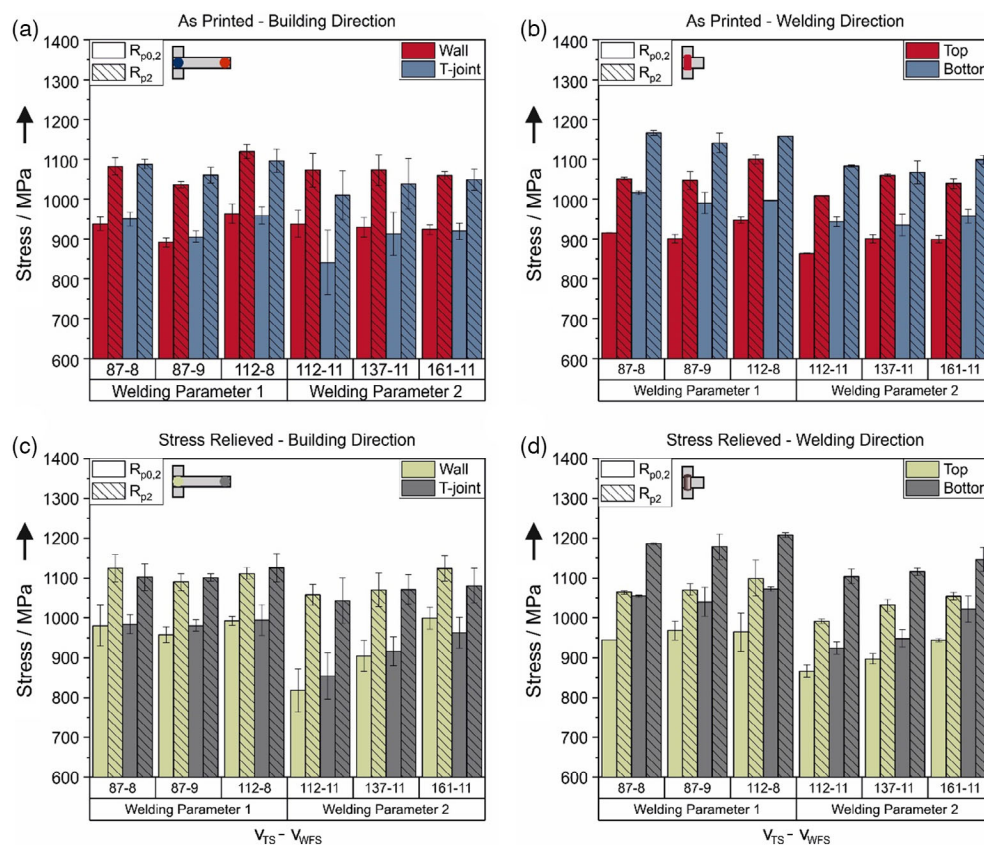 (a)
As Printed - Building Direction
1400
1300
1200
1100
1000
900
800
700
600
Stress / MPa
Rp0,2
Rp2
Wall
T-joint
87-8 87-9 112-8 112-11 137-11 161-11
Welding Parameter 1 Welding Parameter 2
(b)
As Printed - Welding Direction
1400
1300
1200
1100
1000
900
800
700
600
Stress / MPa
Rp0,2
Rp2
Top
Bottom
87-8 87-9 112-8 112-11 137-11 161-11
Welding Parameter 1 Welding Parameter 2
(c)
Stress Relieved - Building Direction
1400
1300
1200
1100
1000
900
800
700
600
Stress / MPa
Rp0,2
Rp2
Wall
T-joint
87-8 87-9 112-8 112-11 137-11 161-11
Welding Parameter 1 Welding Parameter 2
VTS - VWFS
(d)
Stress Relieved - Welding Direction
1400
1300
1200
1100
1000
900
800
700
600
Stress / MPa
Rp0,2
Rp2
Top
Bottom
87-8 87-9 112-8 112-11 137-11 161-11
Welding Parameter 1 Welding Parameter 2
VTS - VWFS